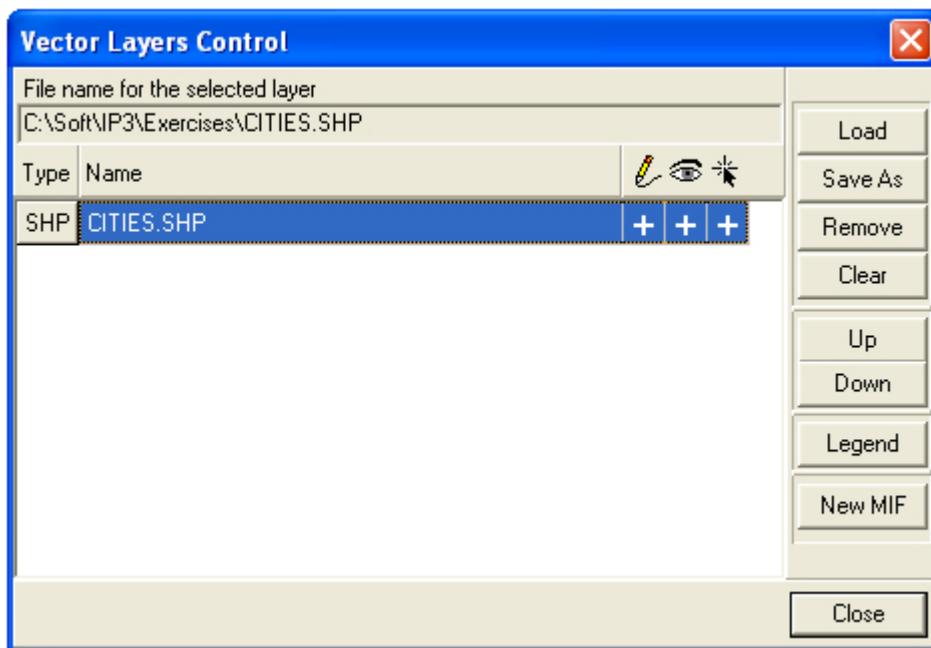 Vector Layers Control
File name for the selected layer
C:\Soft\IP3\Exercises\CITIES.SHP
Type Name
SHP CITIES.SHP + + +
Load
Save As
Remove
Clear
Up
Down
Legend
New MIF
Close